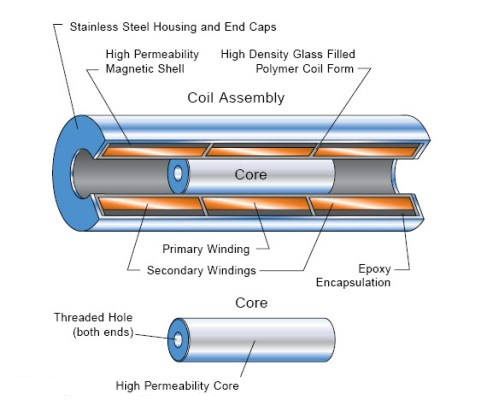 Stainless Steel Housing and End Caps
High Permeability
Magnetic Shell
High Density Glass Filled
Polymer Coil Form
Coil Assembly
Core
Primary Winding
Secondary Windings
Epoxy
Encapsulation
Core
Threaded Hole
(both ends)
High Permeability Core